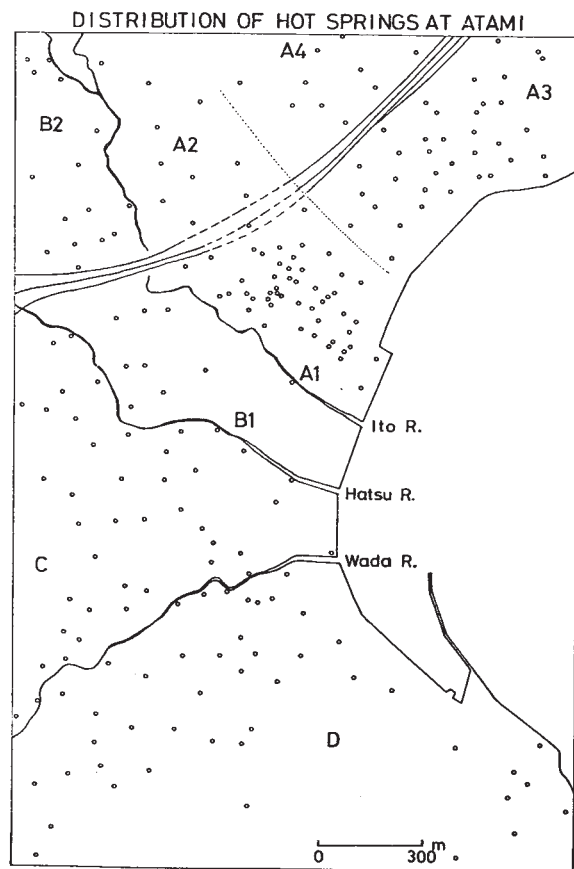 DISTRIBUTION OF HOT SPRINGS AT ATAMI
A4
A3
B2
A2
A1
Ito R.
B1
Hatsu R.
Wada R.
C
D
0 300 m